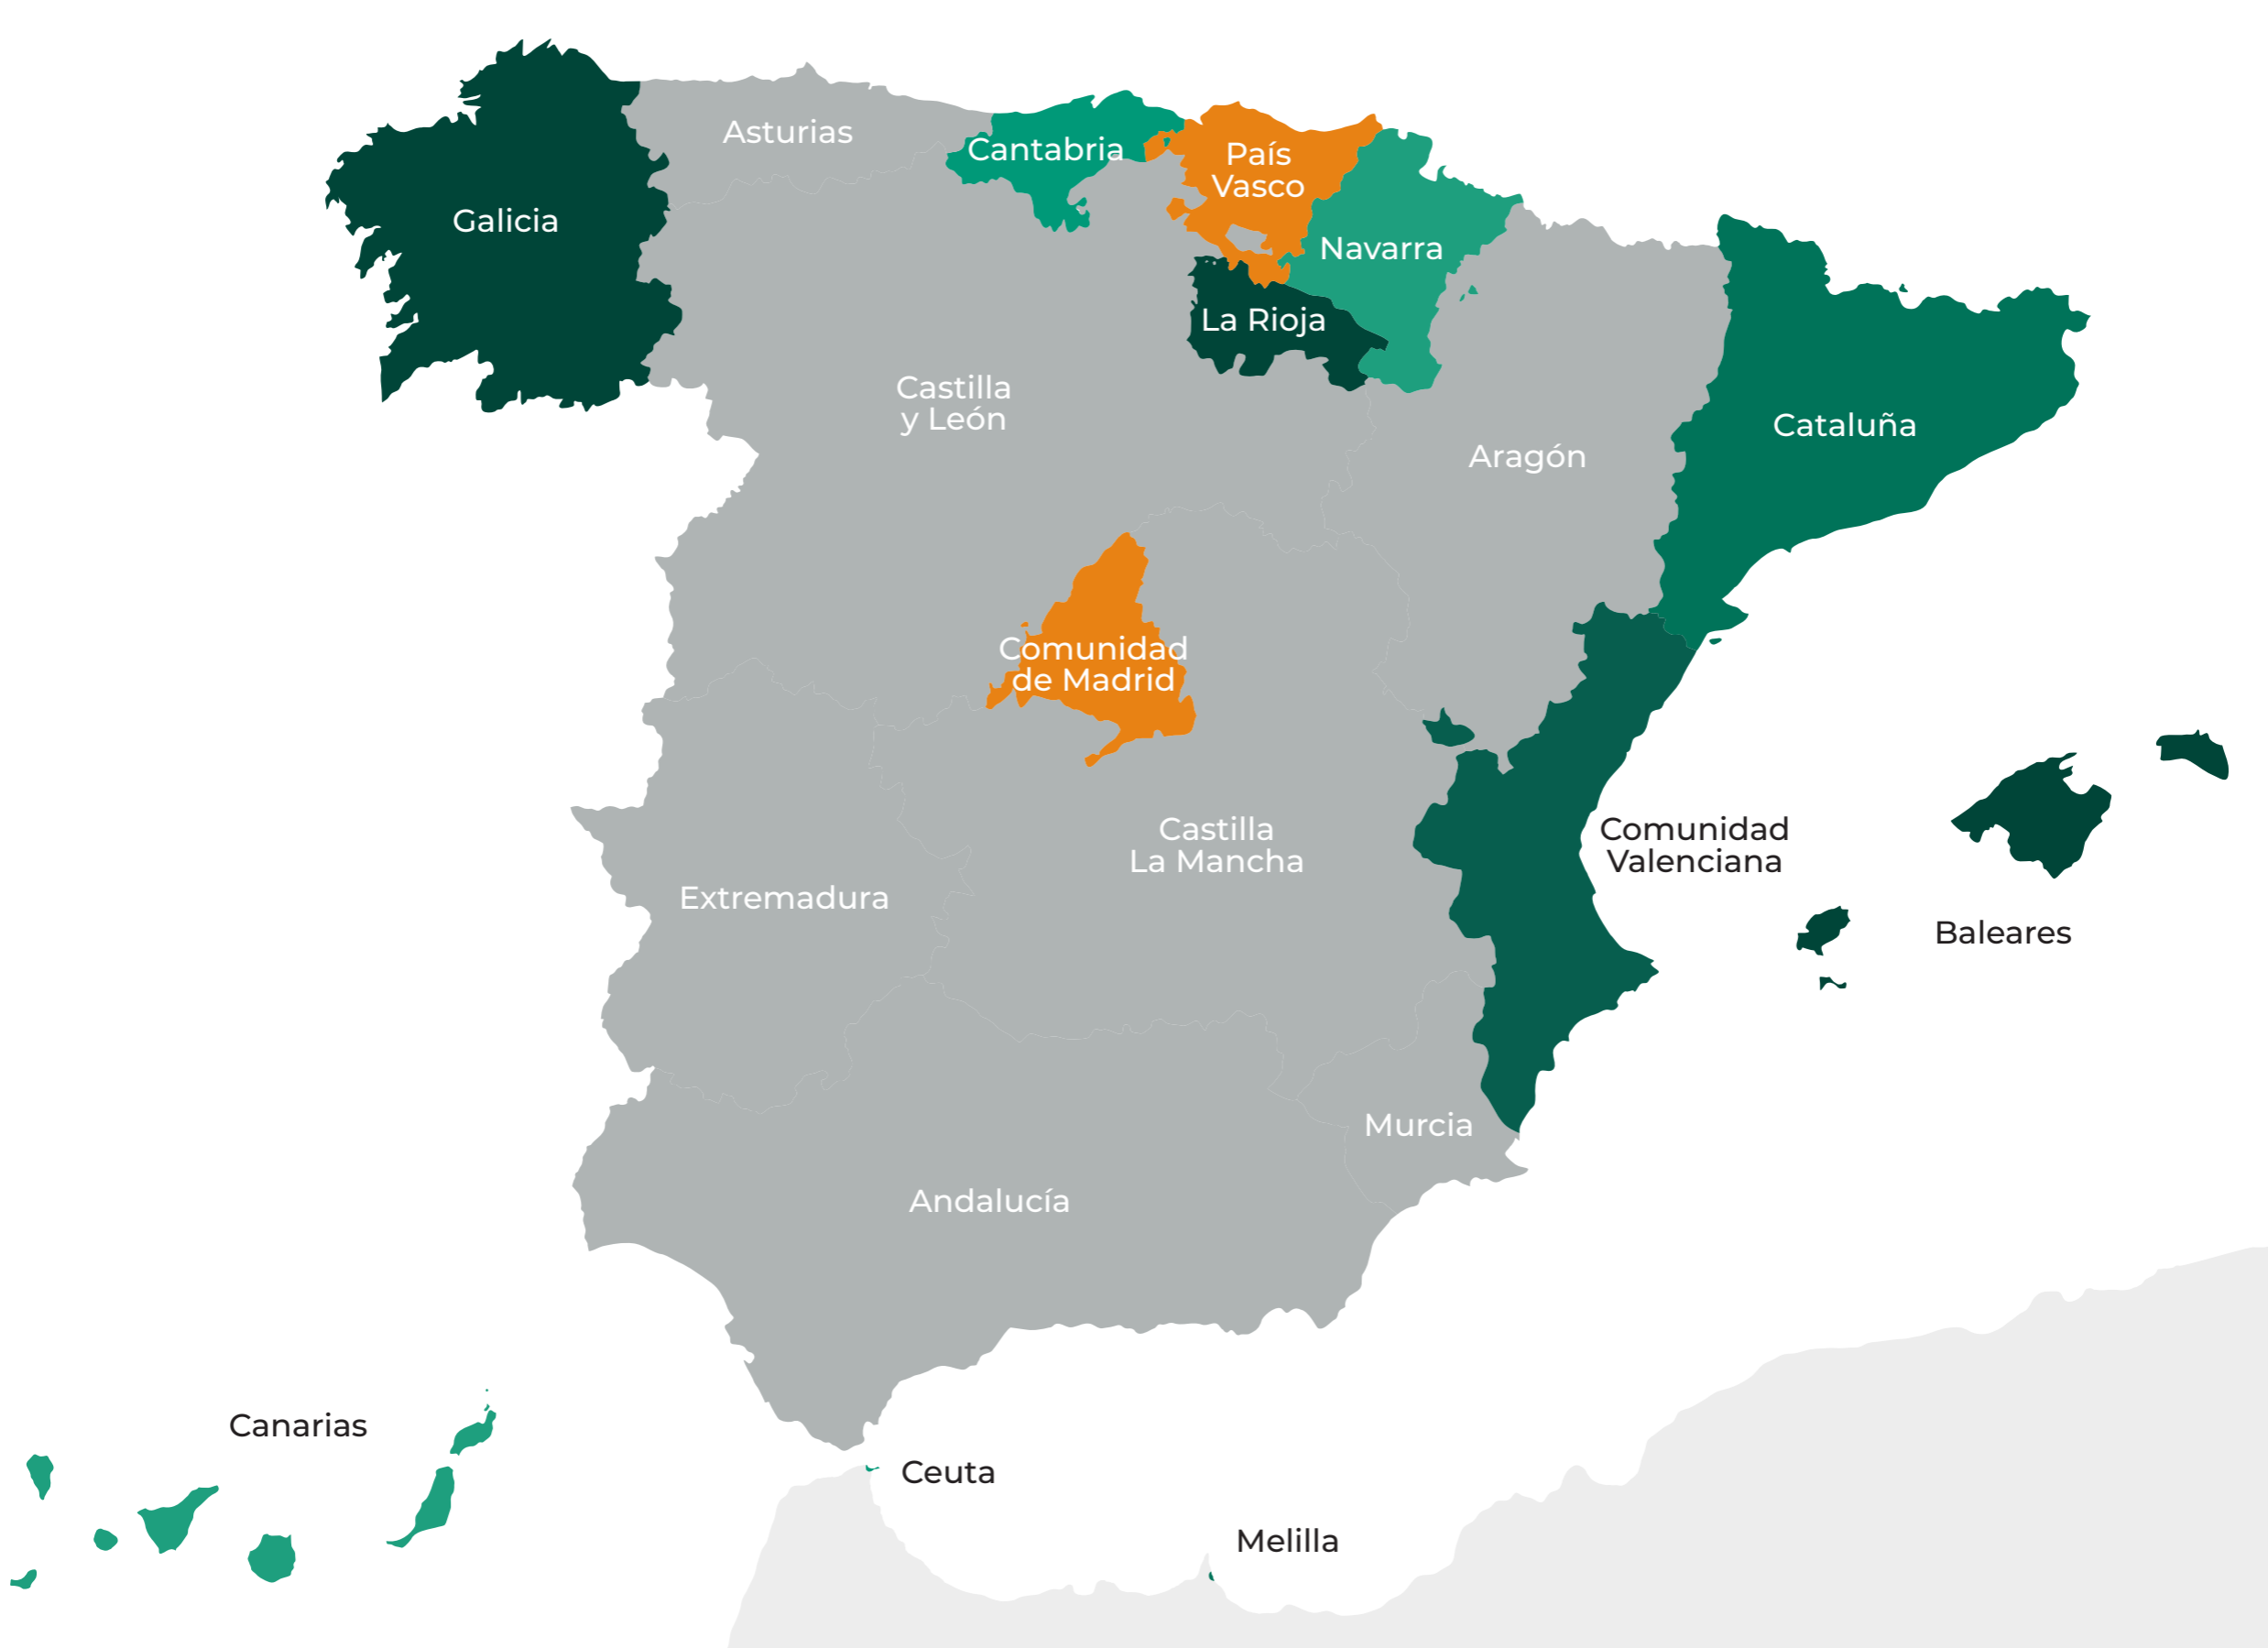 Asturias
Cantabria
País
Vasco
Galicia
Navarra
La Rioja
Castilla
y León
Cataluña
Aragón
Comunidad
de Madrid
Castilla
La Mancha
Comunidad
Valenciana
Extremadura
Baleares
Murcia
Andalucía
Canarias
Ceuta
Melilla